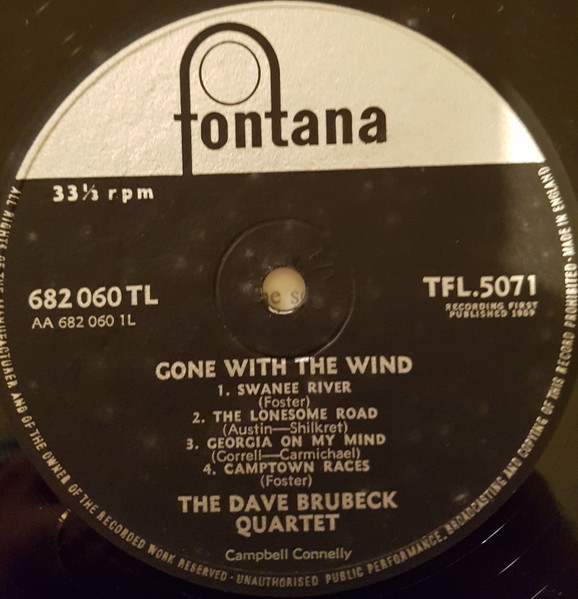 fontana
33⅓ rpm
682 060 TL
AA 682 060 1L
TFL.5071
RECORDING FIRST
PUBLISHED 1959
GONE WITH THE WIND
1. SWANEE RIVER
(Foster)
2. THE LONESOME ROAD
(Austin—Shilkret)
3. GEORGIA ON MY MIND
(Gorrell—Carmichael)
4. CAMPTOWN RACES
(Foster)
THE DAVE BRUBECK
QUARTET
Campbell Connelly
ALL RIGHTS OF THE MANUFACTURER AND OF THE OWNER OF THE RECORDED WORK RESERVED · UNAUTHORISED PUBLIC PERFORMANCE, BROADCASTING AND COPYING OF THIS RECORD PROHIBITED · MADE IN ENGLAND